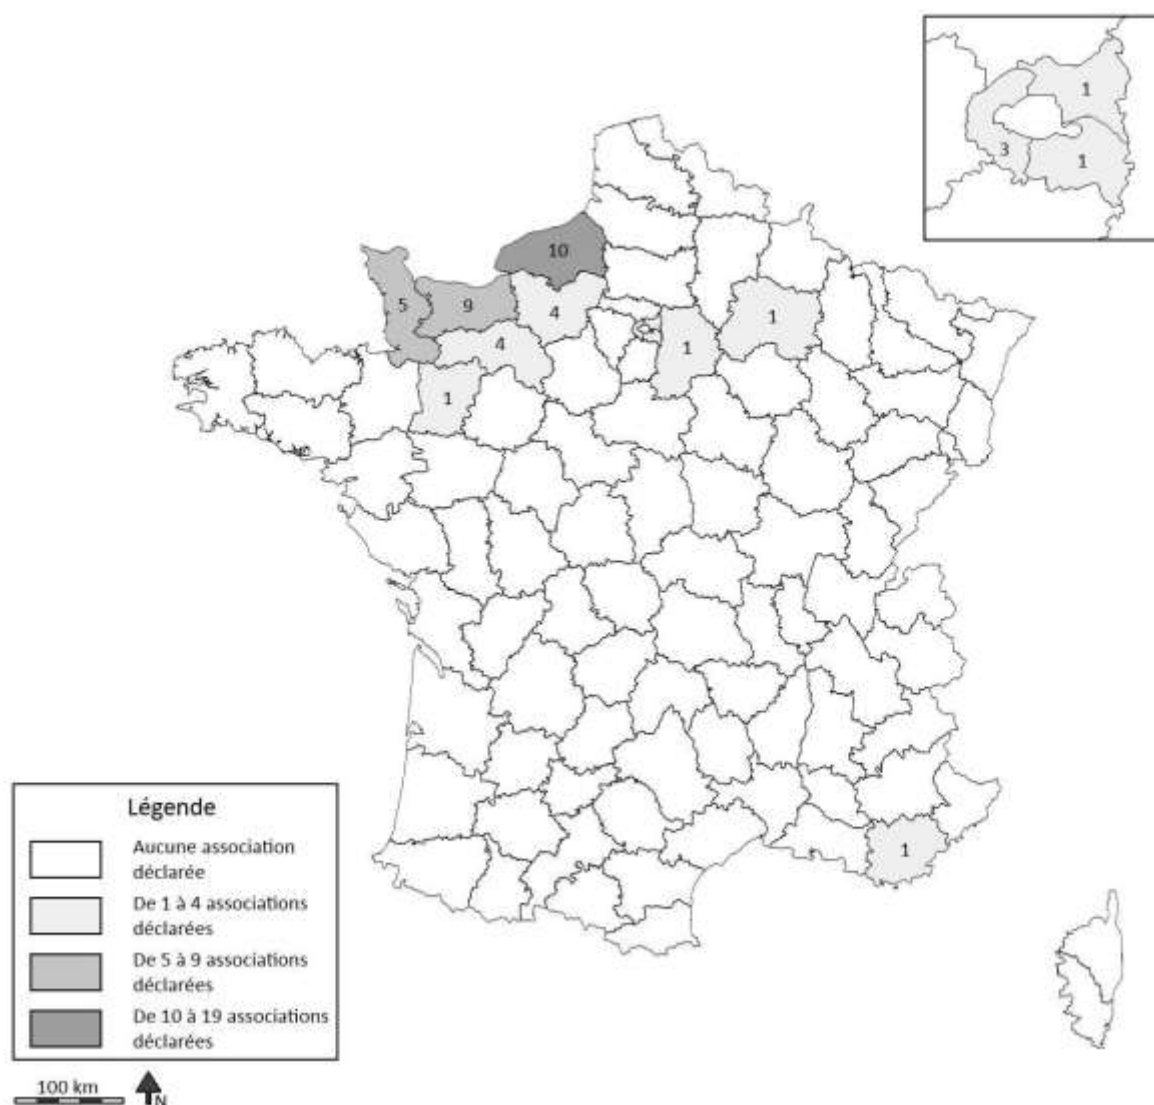 1
3
1
10
5
9
4
4
1
1
1
1
Légende
Aucune association
déclarée
De 1 à 4 associations
déclarées
De 5 à 9 associations
déclarées
De 10 à 19 associations
déclarées
100 km
N